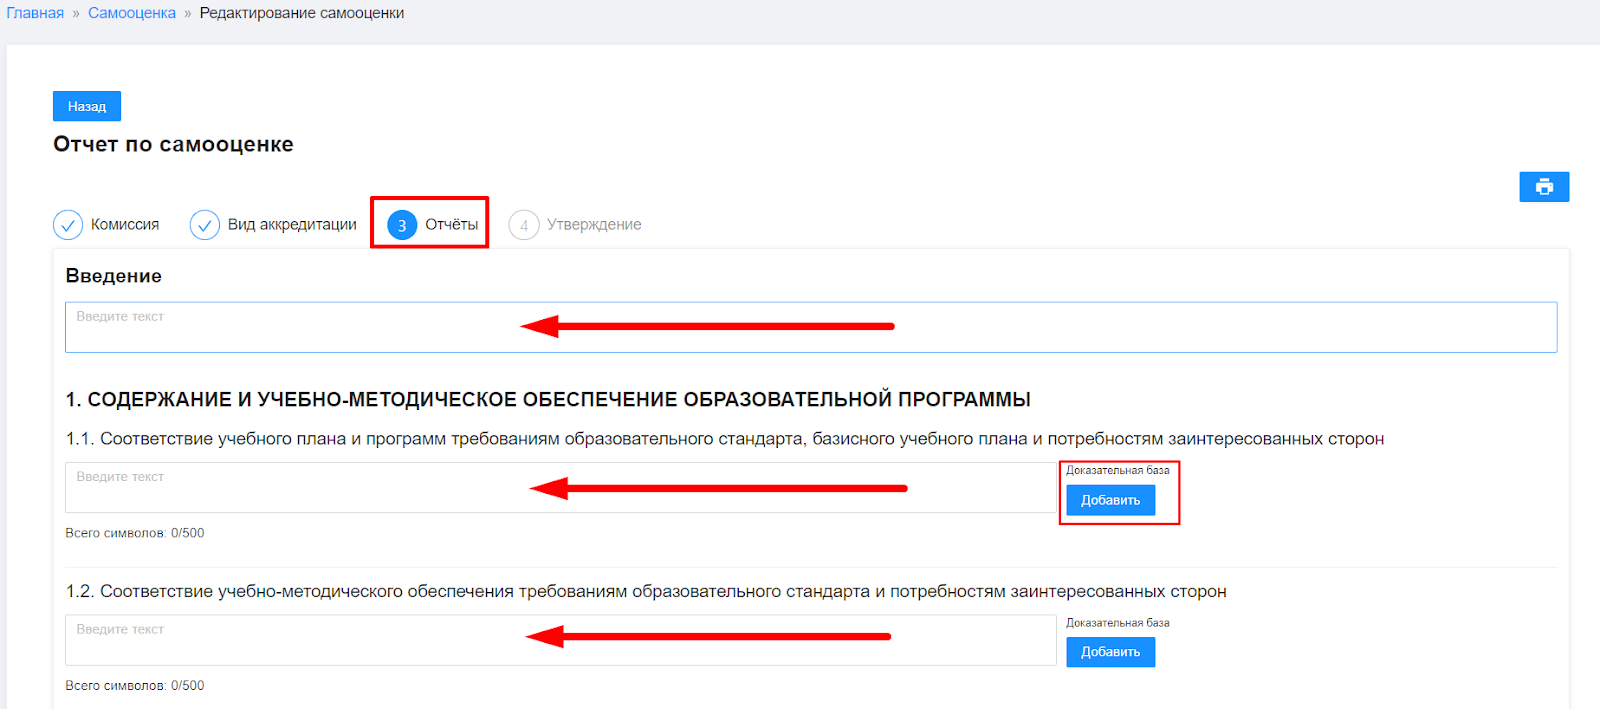 Главная » Самооценка » Редактирование самооценки
Назад
Отчет по самооценке
Комиссия Вид аккредитации 3 Отчёты 4 Утверждение
Введение
Введите текст
1. СОДЕРЖАНИЕ И УЧЕБНО-МЕТОДИЧЕСКОЕ ОБЕСПЕЧЕНИЕ ОБРАЗОВАТЕЛЬНОЙ ПРОГРАММЫ
1.1. Соответствие учебного плана и программ требованиям образовательного стандарта, базисного учебного плана и потребностям заинтересованных сторон
Введите текст
Доказательная база
Добавить
Всего символов: 0/500
1.2. Соответствие учебно-методического обеспечения требованиям образовательного стандарта и потребностям заинтересованных сторон
Введите текст
Доказательная база
Добавить
Всего символов: 0/500